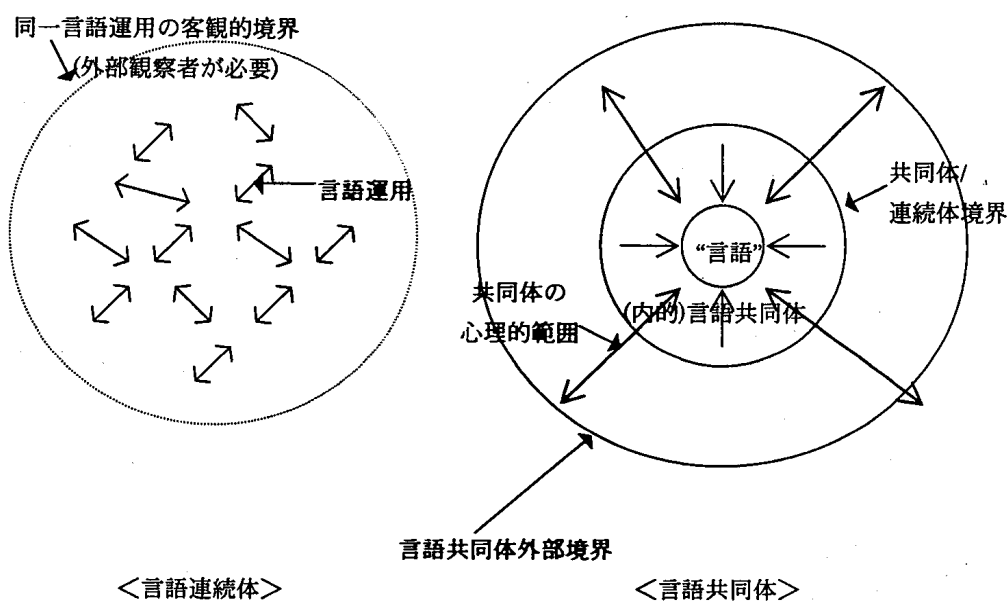 同一言語運用の客観的境界
(外部観察者が必要)
言語運用
共同体/
連続体境界
“言語”
共同体の
心理的範囲
(内的)言語共同体
言語共同体外部境界
＜言語連続体＞
＜言語共同体＞